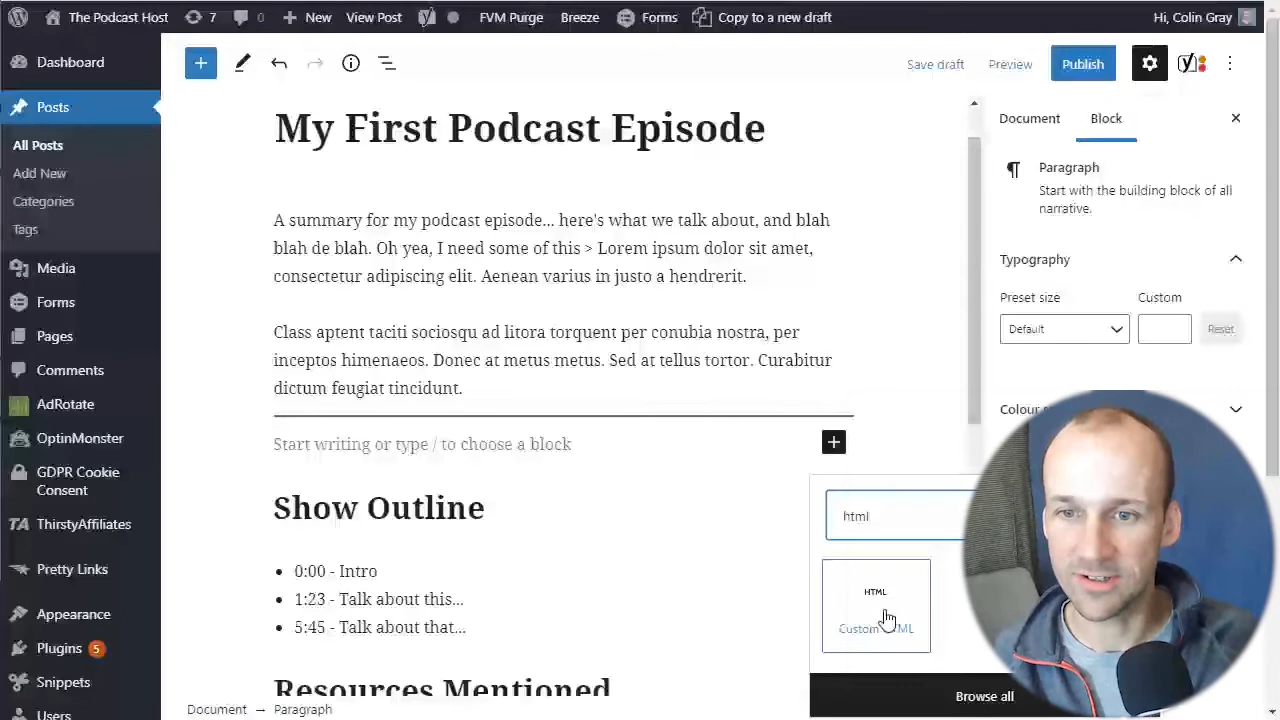 The Podcast Host
7
0
New
View Post
FVM Purge
Breeze
Forms
Copy to a new draft
Hi, Colin Gray
Dashboard
Posts
All Posts
Add New
Categories
Tags
Media
Forms
Pages
Comments
AdRotate
OptinMonster
GDPR Cookie
Consent
ThirstyAffiliates
Pretty Links
Appearance
Plugins 5
Snippets
Users
Save draft
Preview
Publish
My First Podcast Episode
A summary for my podcast episode... here's what we talk about, and blah
blah de blah. Oh yea, I need some of this > Lorem ipsum dolor sit amet,
consectetur adipiscing elit. Aenean varius in justo a hendrerit.
Class aptent taciti sociosqu ad litora torquent per conubia nostra, per
inceptos himenaeos. Donec at metus metus. Sed at tellus tortor. Curabitur
dictum feugiat tincidunt.
Start writing or type / to choose a block
Show Outline
0:00 - Intro
1:23 - Talk about this...
5:45 - Talk about that...
Resources Mentioned
Document → Paragraph
html
HTML
Custom HTML
Browse all
Document
Block
Paragraph
Start with the building block of all
narrative.
Typography
Preset size
Custom
Default
Reset
Colour